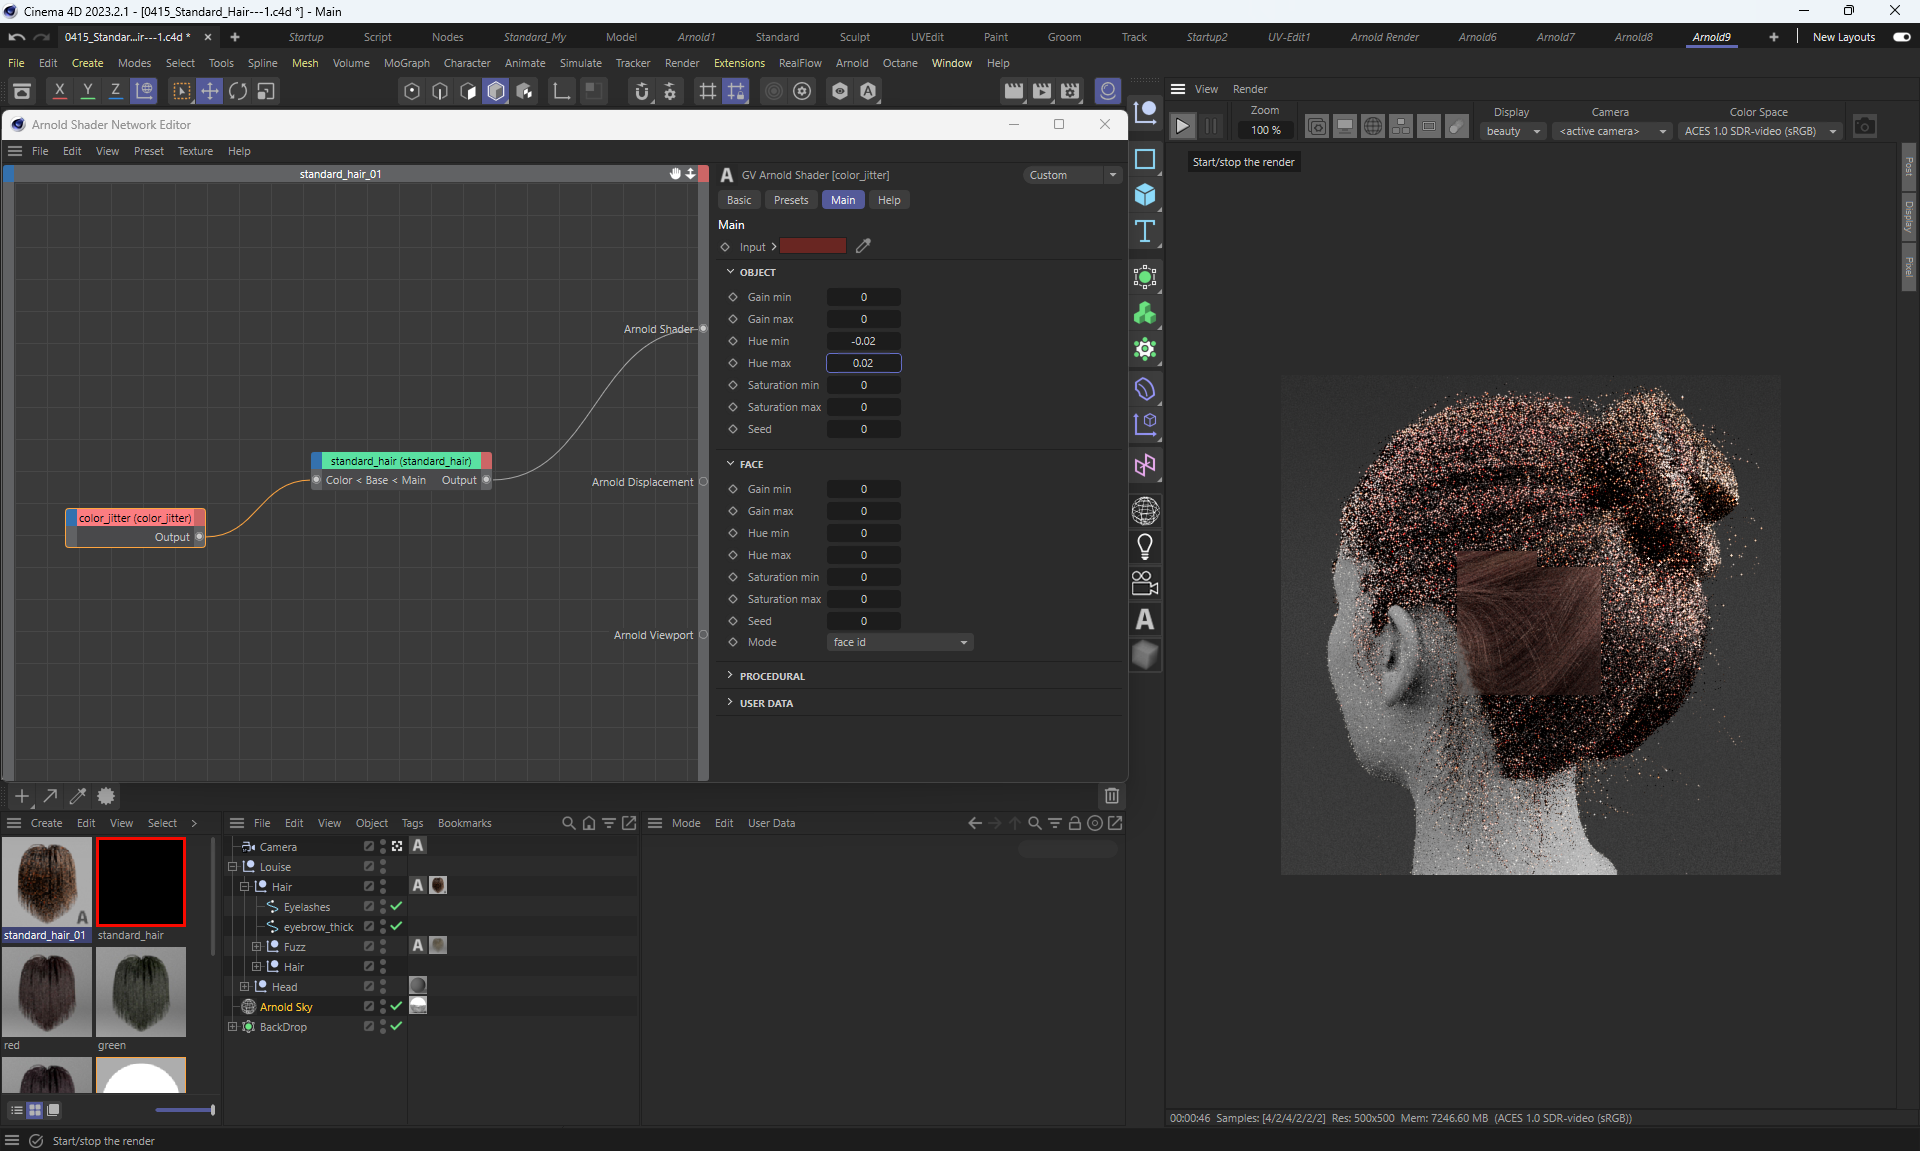 Cinema 4D 2023.2.1 - [0415_Standard_Hair---1.c4d *] - Main
0415_Standar...ir---1.c4d *
Startup Script Nodes Standard_My Model Arnold1 Standard Sculpt UVEdit Paint Groom Track Startup2 UV-Edit1 Arnold Render Arnold6 Arnold7 Arnold8 Arnold9 New Layouts
File Edit Create Modes Select Tools Spline Mesh Volume MoGraph Character Animate Simulate Tracker Render Extensions RealFlow Arnold Octane Window Help
X Y Z
View Render
Zoom
100 %
Display
beauty
Camera
<active camera>
Color Space
ACES 1.0 SDR-video (sRGB)
Start/stop the render
Post
Display
Pixel
Arnold Shader Network Editor
File Edit View Preset Texture Help
standard_hair_01
Arnold Shader
standard_hair (standard_hair)
Color < Base < Main Output
Arnold Displacement
color_jitter (color_jitter)
Output
Arnold Viewport
GV Arnold Shader [color_jitter]
Custom
Basic Presets Main Help
Main
Input
OBJECT
Gain min 0
Gain max 0
Hue min -0.02
Hue max 0.02
Saturation min 0
Saturation max 0
Seed 0
FACE
Gain min 0
Gain max 0
Hue min 0
Hue max 0
Saturation min 0
Saturation max 0
Seed 0
Mode face id
PROCEDURAL
USER DATA
Create Edit View Select
standard_hair_01 standard_hair
red green
File Edit View Object Tags Bookmarks
Camera
Louise
Hair
Eyelashes
eyebrow_thick
Fuzz
Hair
Head
Arnold Sky
BackDrop
Mode Edit User Data
00:00:46 Samples: [4/2/4/2/2/2] Res: 500x500 Mem: 7246.60 MB (ACES 1.0 SDR-video (sRGB))
Start/stop the render